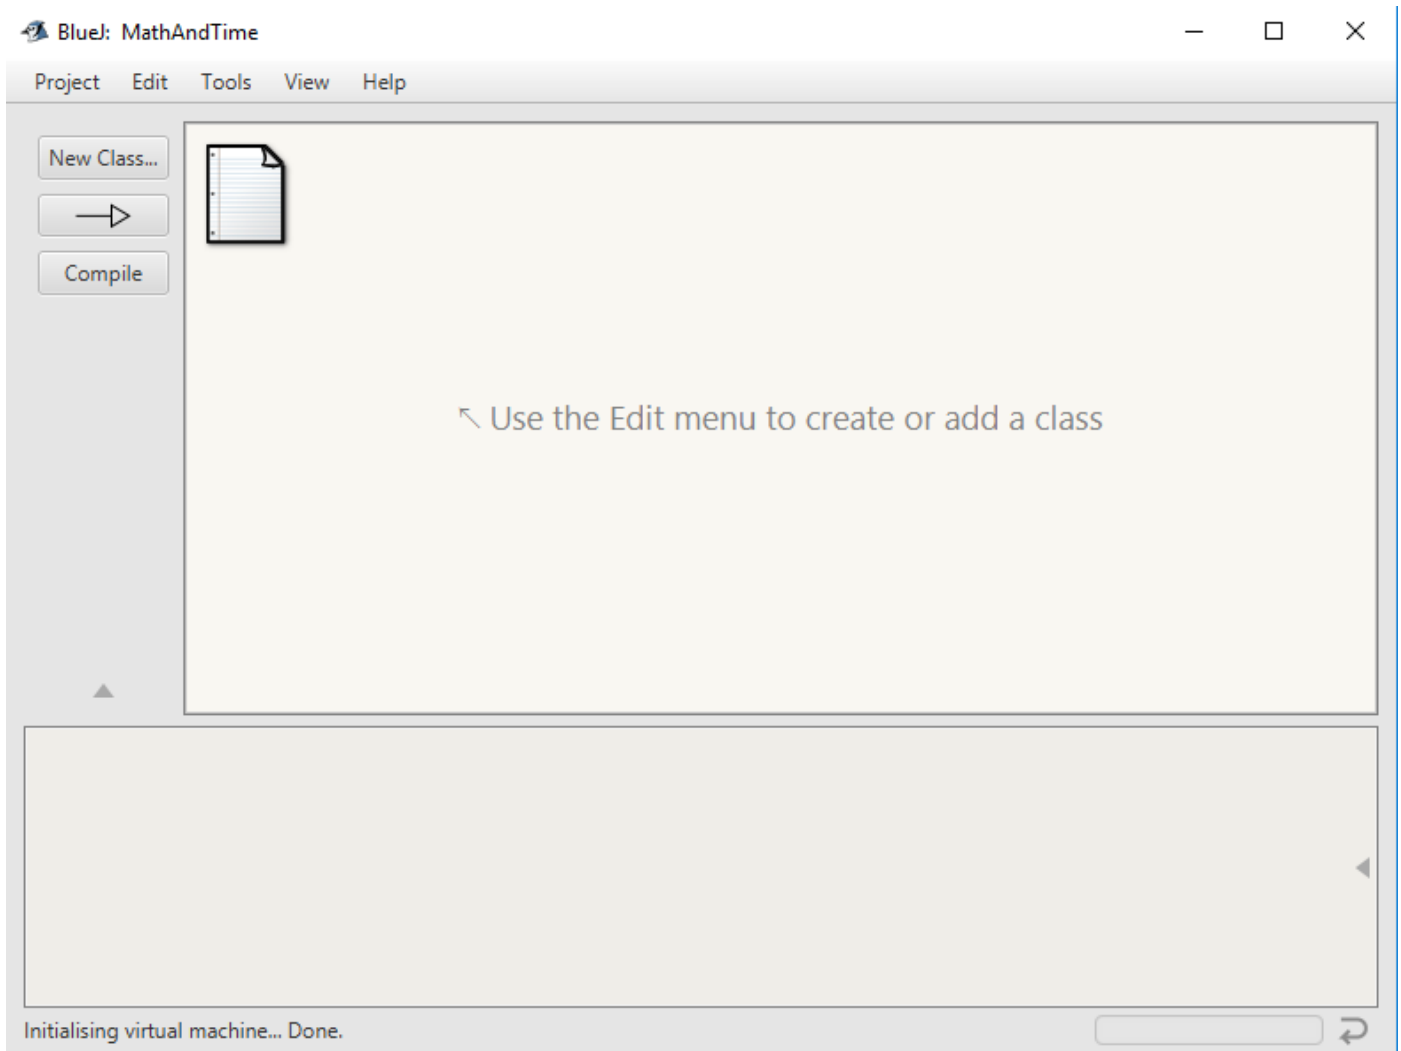 BlueJ: MathAndTime
Project Edit Tools View Help
New Class...
Compile
Use the Edit menu to create or add a class
Initialising virtual machine... Done.